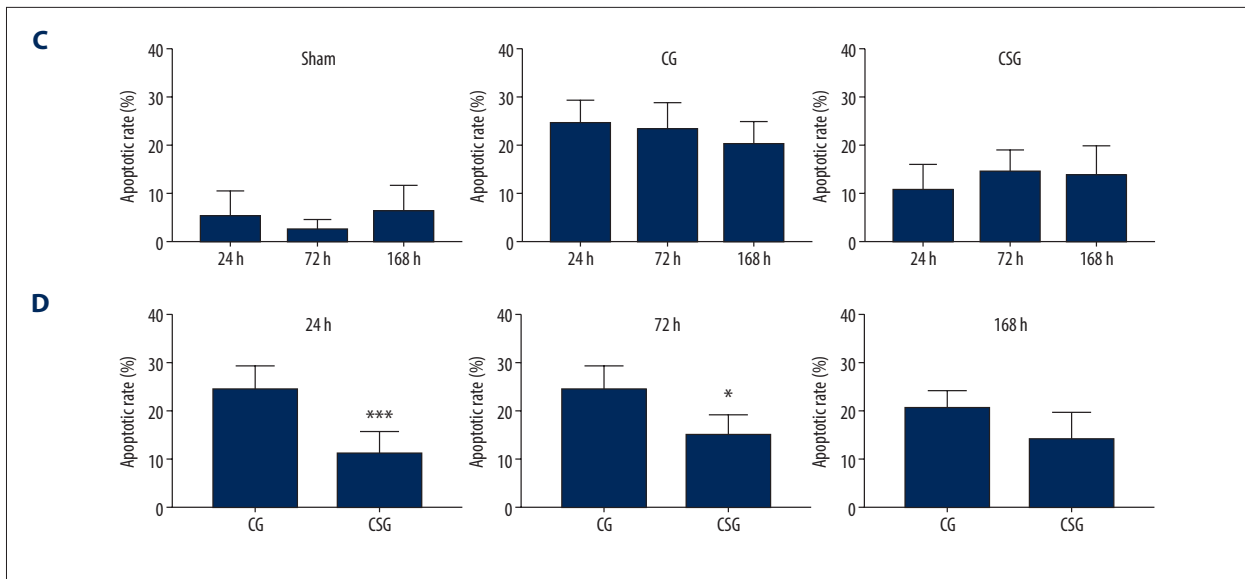 C
Sham
CG
CSG
Apoptotic rate (%)
40
30
20
10
0
24 h 72 h 168 h
Apoptotic rate (%)
40
30
20
10
0
24 h 72 h 168 h
Apoptotic rate (%)
40
30
20
10
0
24 h 72 h 168 h
D
24 h
72 h
168 h
Apoptotic rate (%)
40
30
20
10
0
***
CG CSG
Apoptotic rate (%)
40
30
20
10
0
*
CG CSG
Apoptotic rate (%)
40
30
20
10
0
CG CSG